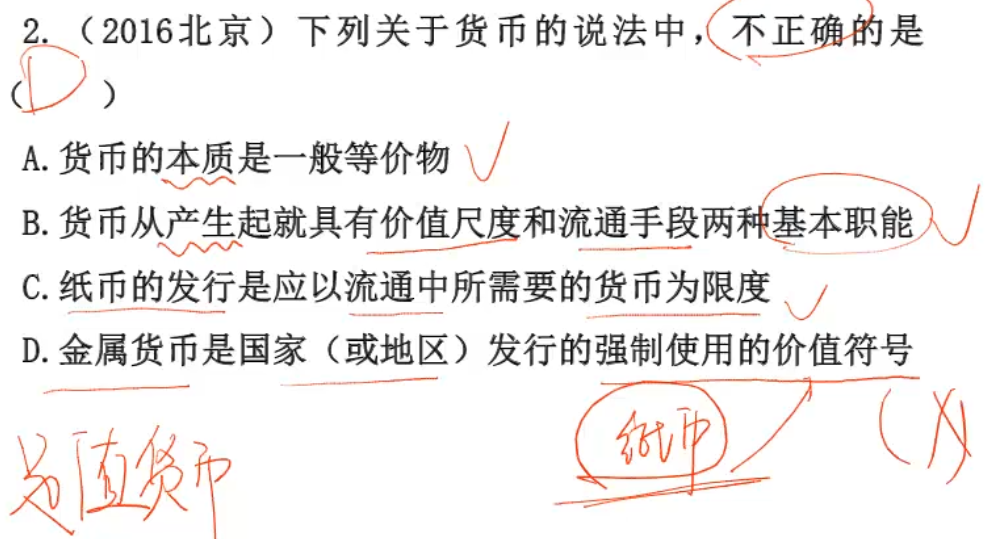 2.（2016北京）下列关于货币的说法中，不正确的是
（D）
A.货币的本质是一般等价物
B.货币从产生起就具有价值尺度和流通手段两种基本职能
C.纸币的发行是应以流通中所需要的货币为限度
D.金属货币是国家（或地区）发行的强制使用的价值符号
纸币 (X)
足值货币